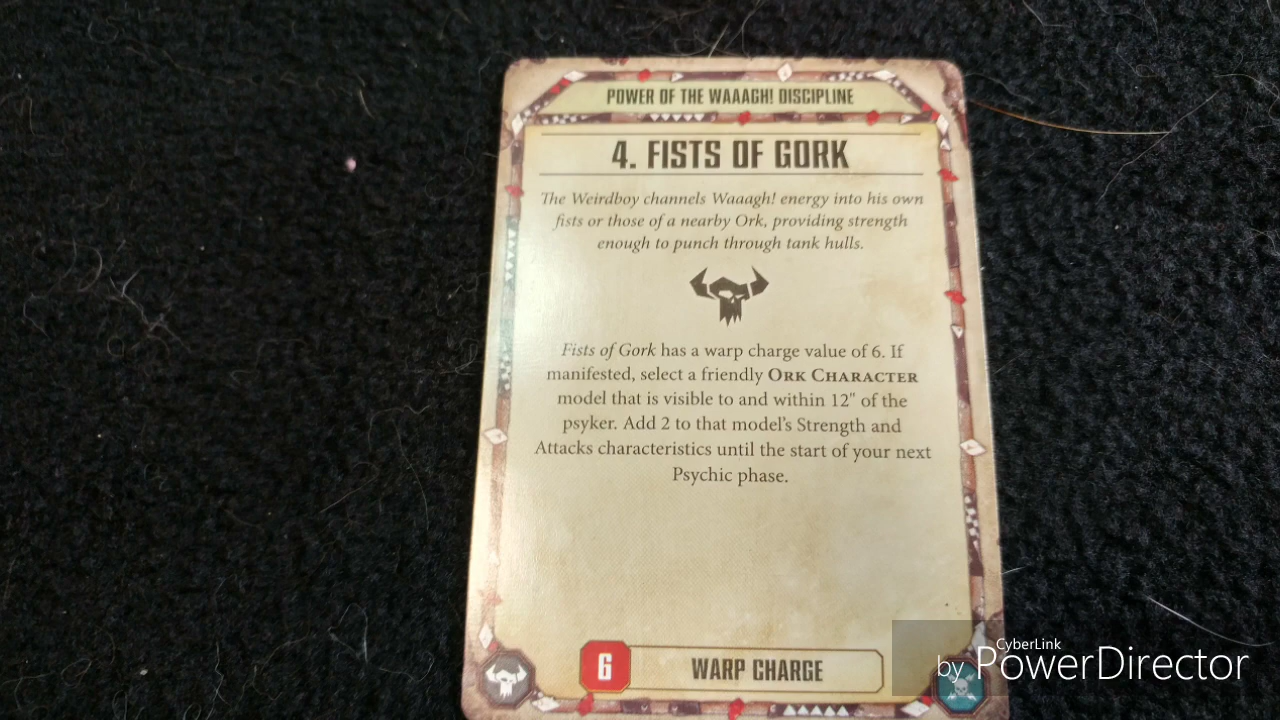 POWER OF THE WAAAGH! DISCIPLINE
4. FISTS OF GORK
The Weirdboy channels Waaagh! energy into his own
fists or those of a nearby Ork, providing strength
enough to punch through tank hulls.
Fists of Gork has a warp charge value of 6. If
manifested, select a friendly ORK CHARACTER
model that is visible to and within 12" of the
psyker. Add 2 to that model's Strength and
Attacks characteristics until the start of your next
Psychic phase.
6 WARP CHARGE
CyberLink
by PowerDirector